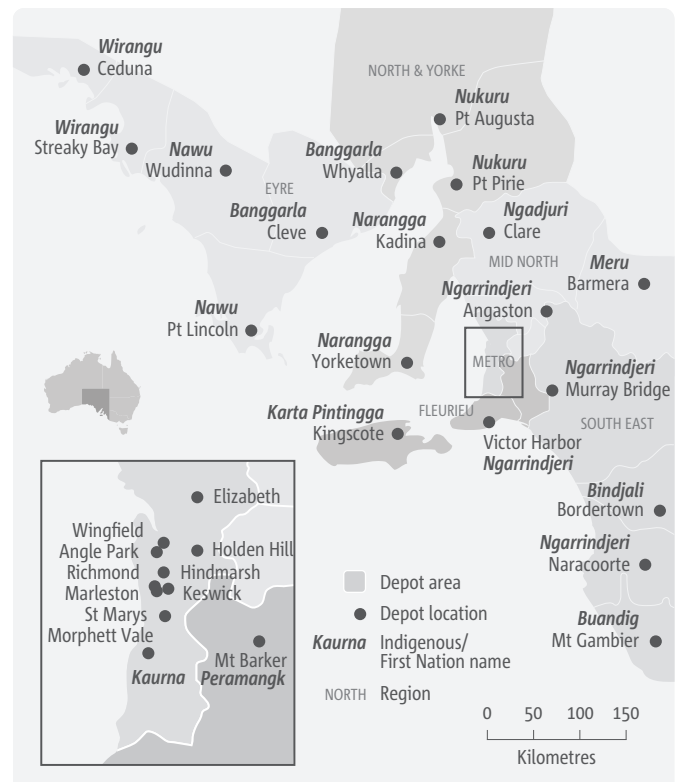 Wirangu
Ceduna
NORTH & YORKE
Nukuru
Pt Augusta
Wirangu
Streaky Bay
Nawu
Wudinna
Banggarla
Whyalla
Nukuru
Pt Pirie
EYRE
Banggarla
Cleve
Narangga
Kadina
Ngadjuri
Clare
MID NORTH
Meru
Barmera
Ngarrindjeri
Angaston
Nawu
Pt Lincoln
Narangga
Yorketown
METRO
Ngarrindjeri
Murray Bridge
Karta Pintingga
Kingscote
FLEURIEU
SOUTH EAST
Victor Harbor
Ngarrindjeri
Bindjali
Bordertown
Ngarrindjeri
Naracoorte
Buandig
Mt Gambier
Elizabeth
Wingfield
Angle Park
Holden Hill
Richmond
Hindmarsh
Marleston
Keswick
St Marys
Morphett Vale
Kaurna
Mt Barker
Peramangk
Depot area
Depot location
Kaurna Indigenous/
First Nation name
NORTH Region
0 50 100 150
Kilometres